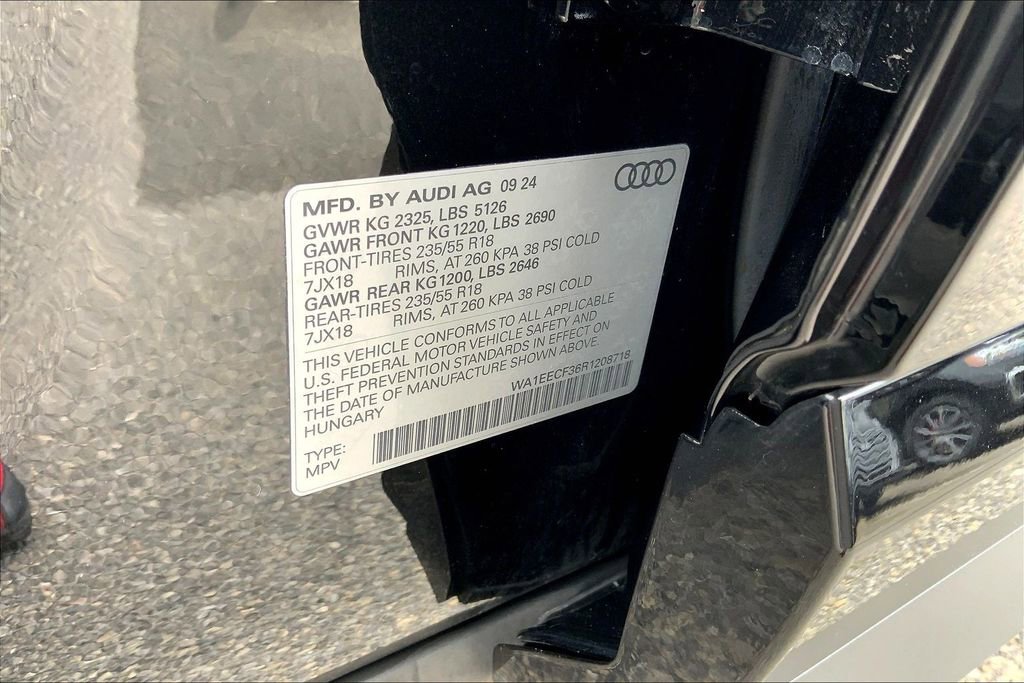 MFD. BY AUDI AG 09 24
GVWR KG 2325, LBS 5126
GAWR FRONT KG 1220, LBS 2690
FRONT-TIRES 235/55 R18
7JX18 RIMS, AT 260 KPA 38 PSI COLD
GAWR REAR KG1200, LBS 2646
REAR-TIRES 235/55 R18
7JX18 RIMS, AT 260 KPA 38 PSI COLD
THIS VEHICLE CONFORMS TO ALL APPLICABLE
U.S. FEDERAL MOTOR VEHICLE SAFETY AND
THEFT PREVENTION STANDARDS IN EFFECT ON
THE DATE OF MANUFACTURE SHOWN ABOVE.
HUNGARY
WA1EECF36R1208718
TYPE:
MPV